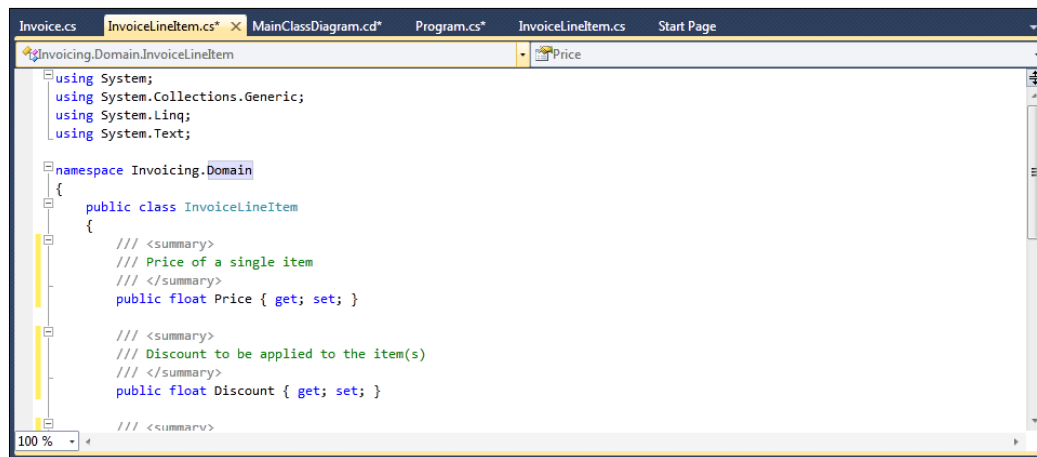 Invoice.cs InvoiceLineItem.cs* MainClassDiagram.cd* Program.cs* InvoiceLineItem.cs Start Page
Invoicing.Domain.InvoiceLineItem Price
using System;
using System.Collections.Generic;
using System.Linq;
using System.Text;
namespace Invoicing.Domain
{
public class InvoiceLineItem
{
/// <summary>
/// Price of a single item
/// </summary>
public float Price { get; set; }
/// <summary>
/// Discount to be applied to the item(s)
/// </summary>
public float Discount { get; set; }
/// <summary>
100 %